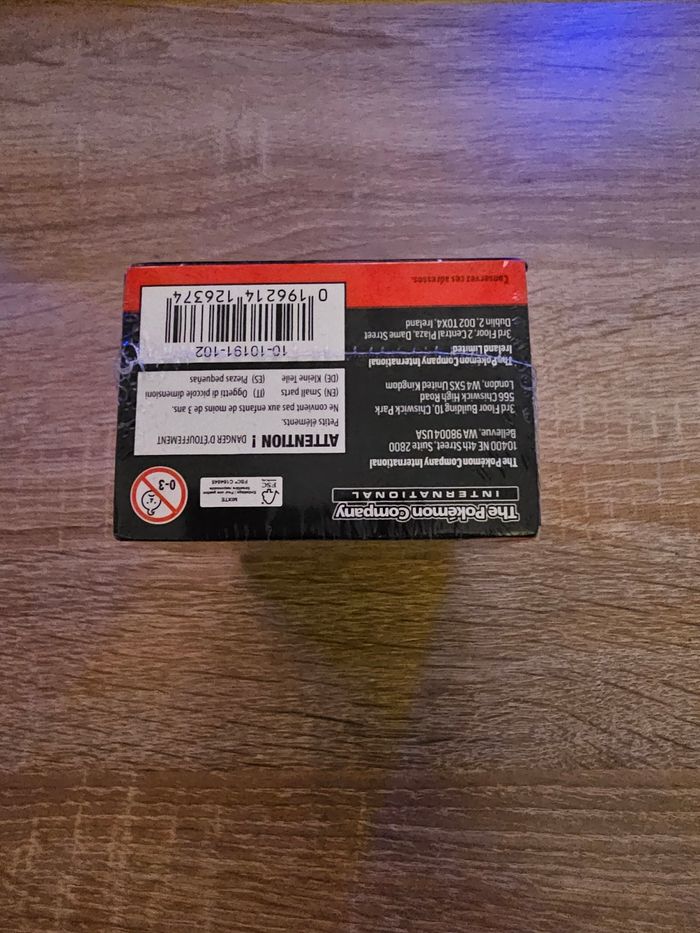 The Pokémon Company
INTERNATIONAL
The Pokémon Company International
10400 NE 4th Street, Suite 2800
Bellevue, WA 98004 USA
3rd Floor Building 10, Chiswick Park
566 Chiswick High Road
London, W4 5XS United Kingdom
The Pokémon Company International
Ireland Limited
3rd Floor, 2 Central Plaza, Dame Street
Dublin 2, D02 T0X4, Ireland
Conservez ces adresses.
FSC
MIXTE
FSC® C164645
0-3
ATTENTION ! DANGER D'ÉTOUFFEMENT
Petits éléments.
Ne convient pas aux enfants de moins de 3 ans.
(EN) Small parts (IT) Oggetti di piccole dimensioni
(DE) Kleine Teile (ES) Piezas pequeñas
10-10191-102
0 196214 126374